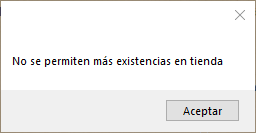 No se permiten más existencias en tienda
Aceptar